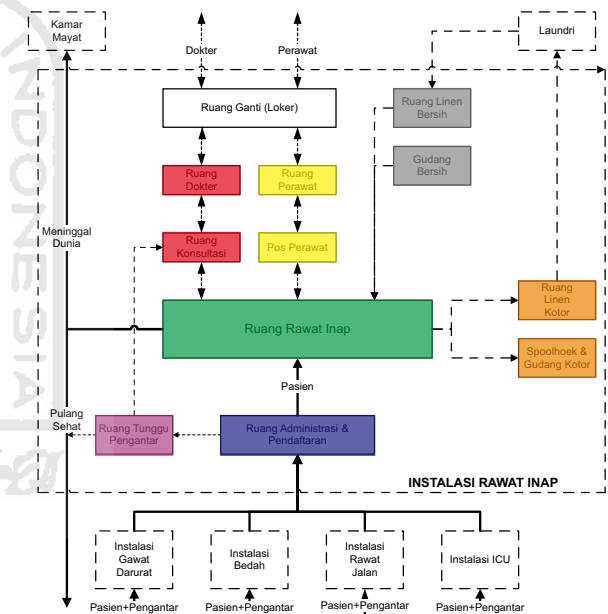 Kamar
Mayat
Dokter
Perawat
Laundri
Ruang Ganti (Loker)
Ruang Linen
Bersih
Gudang
Bersih
Ruang
Dokter
Ruang
Perawat
Meninggal
Dunia
Ruang
Konsultasi
Pos Perawat
Ruang
Linen
Kotor
Ruang Rawat Inap
Spoolhoek &
Gudang Kotor
Pasien
Pulang
Sehat
Ruang Tunggu
Pengantar
Ruang Administrasi &
Pendaftaran
INSTALASI RAWAT INAP
Instalasi
Gawat
Darurat
Instalasi
Bedah
Instalasi
Rawat
Jalan
Instalasi ICU
Pasien+Pengantar
Pasien+Pengantar
Pasien+Pengantar
Pasien+Pengantar
NDONESIA